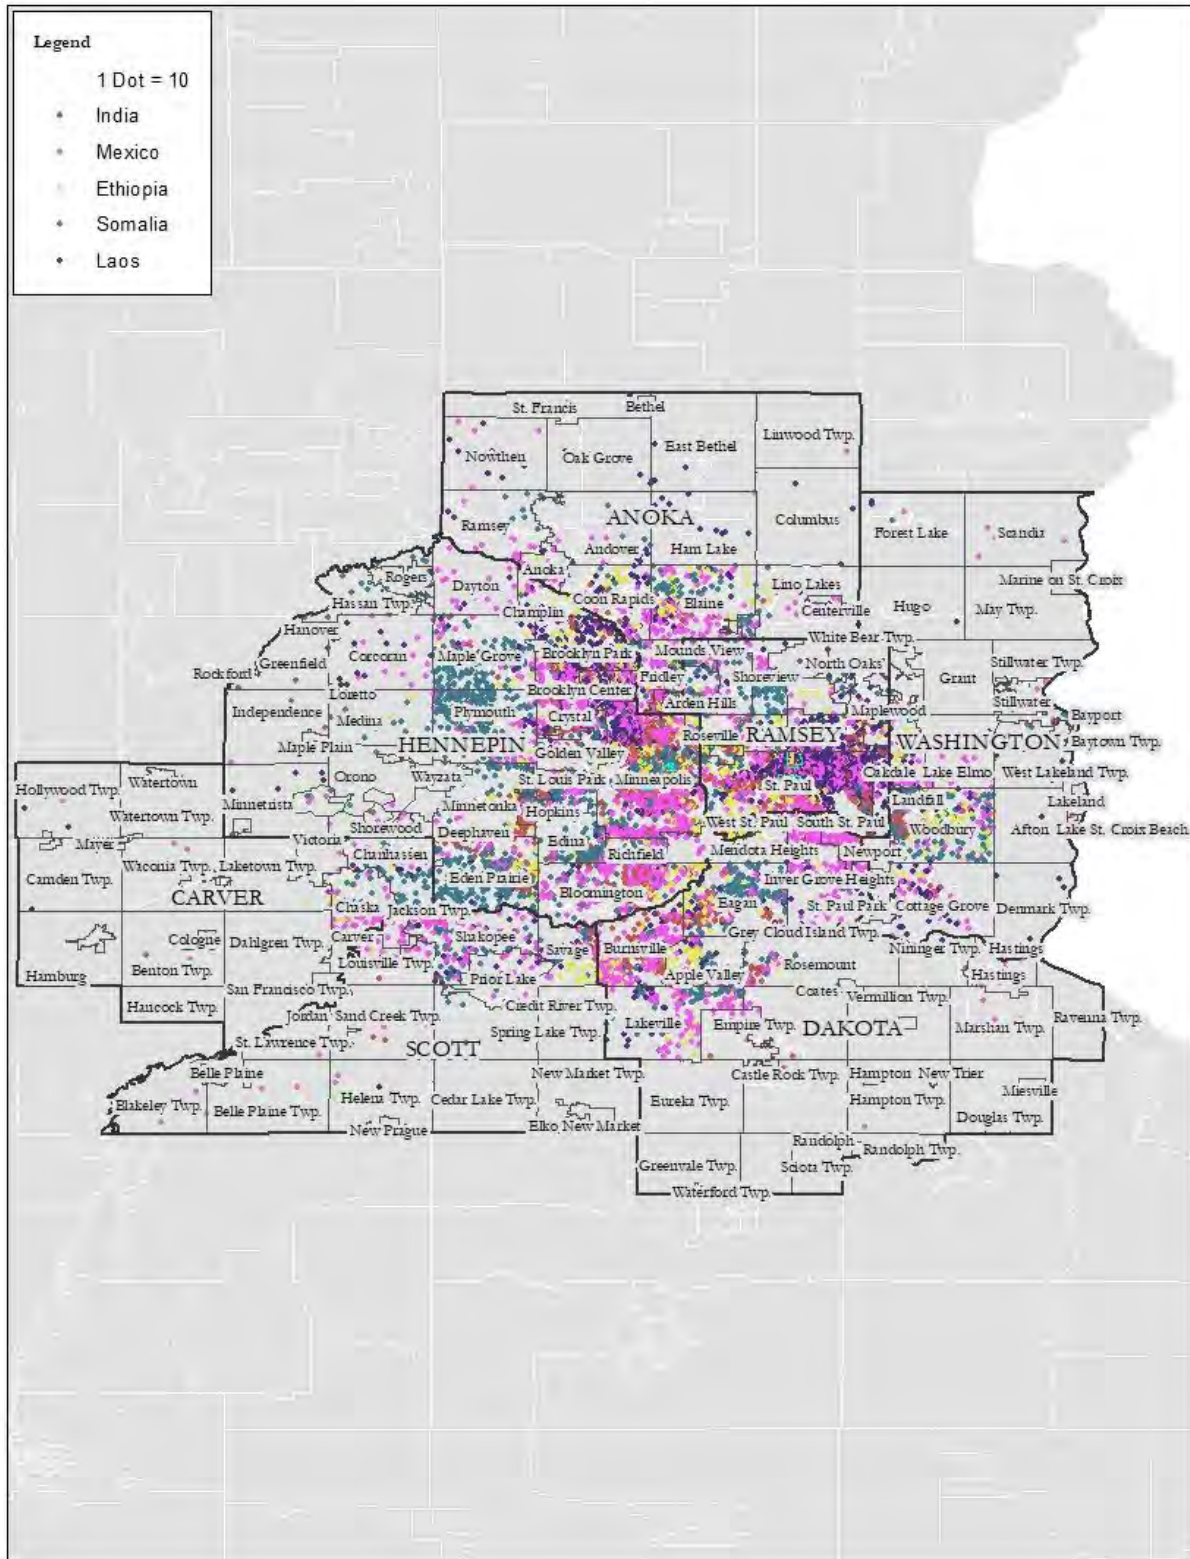 Legend
1 Dot = 10
India
Mexico
Ethiopia
Somalia
Laos
St. Francis
Bethel
Linwood Twp.
East Bethel
Nowthen
Oak Grove
Ramsey
ANOKA
Columbus
Forest Lake
Scandia
Andover
Ham Lake
Anoka
Rogers
Dayton
Lino Lakes
Marine on St. Croix
Hassan Twp.
Coon Rapids
Blaine
Champlin
Centerville
Hugo
May Twp.
Hanover
White Bear Twp.
Corcoran
Maple Grove
Brooklyn Park
Mounds View
Greenfield
North Oaks
Stillwater Twp.
Rockford
Fridley
Shoreview
Grant
Loretto
Brooklyn Center
Arden Hills
Stillwater
Independence
Medina
Plymouth
Crystal
Maplewood
Bayport
Maple Plain
HENNEPIN
Golden Valley
Roseville
RAMSEY
WASHINGTON
Baytown Twp.
Hollywood Twp.
Watertown
Orono
Wayzata
St. Louis Park
Minneapolis
St. Paul
Oakdale
Lake Elmo
West Lakeland Twp.
Watertown Twp.
Minnetrista
Minnetonka
Hopkins
Landfall
Lakeland
Shorewood
Deephaven
West St. Paul
South St. Paul
Woodbury
Afton
Lake St. Croix Beach
Mayer
Victoria
Chanhassen
Edina
Richfield
Mendota Heights
Newport
Camden Twp.
Waconia Twp.
Laketown Twp.
Eden Prairie
Inver Grove Heights
CARVER
Bloomington
Eagan
Chaska
Jackson Twp.
St. Paul Park
Cottage Grove
Denmark Twp.
Cologne
Dahlgren Twp.
Carver
Shakopee
Savage
Burnsville
Grey Cloud Island Twp.
Nininger Twp.
Hastings
Hamburg
Benton Twp.
Louisville Twp.
Prior Lake
Apple Valley
Rosemount
Hastings
San Francisco Twp.
Coates
Vermillion Twp.
Hancock Twp.
Jordan
Sand Creek Twp.
Credit River Twp.
Ravenna Twp.
St. Lawrence Twp.
SCOTT
Spring Lake Twp.
Lakeville
Empire Twp.
DAKOTA
Marshan Twp.
Belle Plaine
New Market Twp.
Castle Rock Twp.
Hampton
New Trier
Blakeley Twp.
Belle Plaine Twp.
Helena Twp.
Cedar Lake Twp.
Eureka Twp.
Hampton Twp.
Miesville
New Prague
Elko New Market
Douglas Twp.
Randolph
Randolph Twp.
Greenvale Twp.
Sciota Twp.
Waterford Twp.